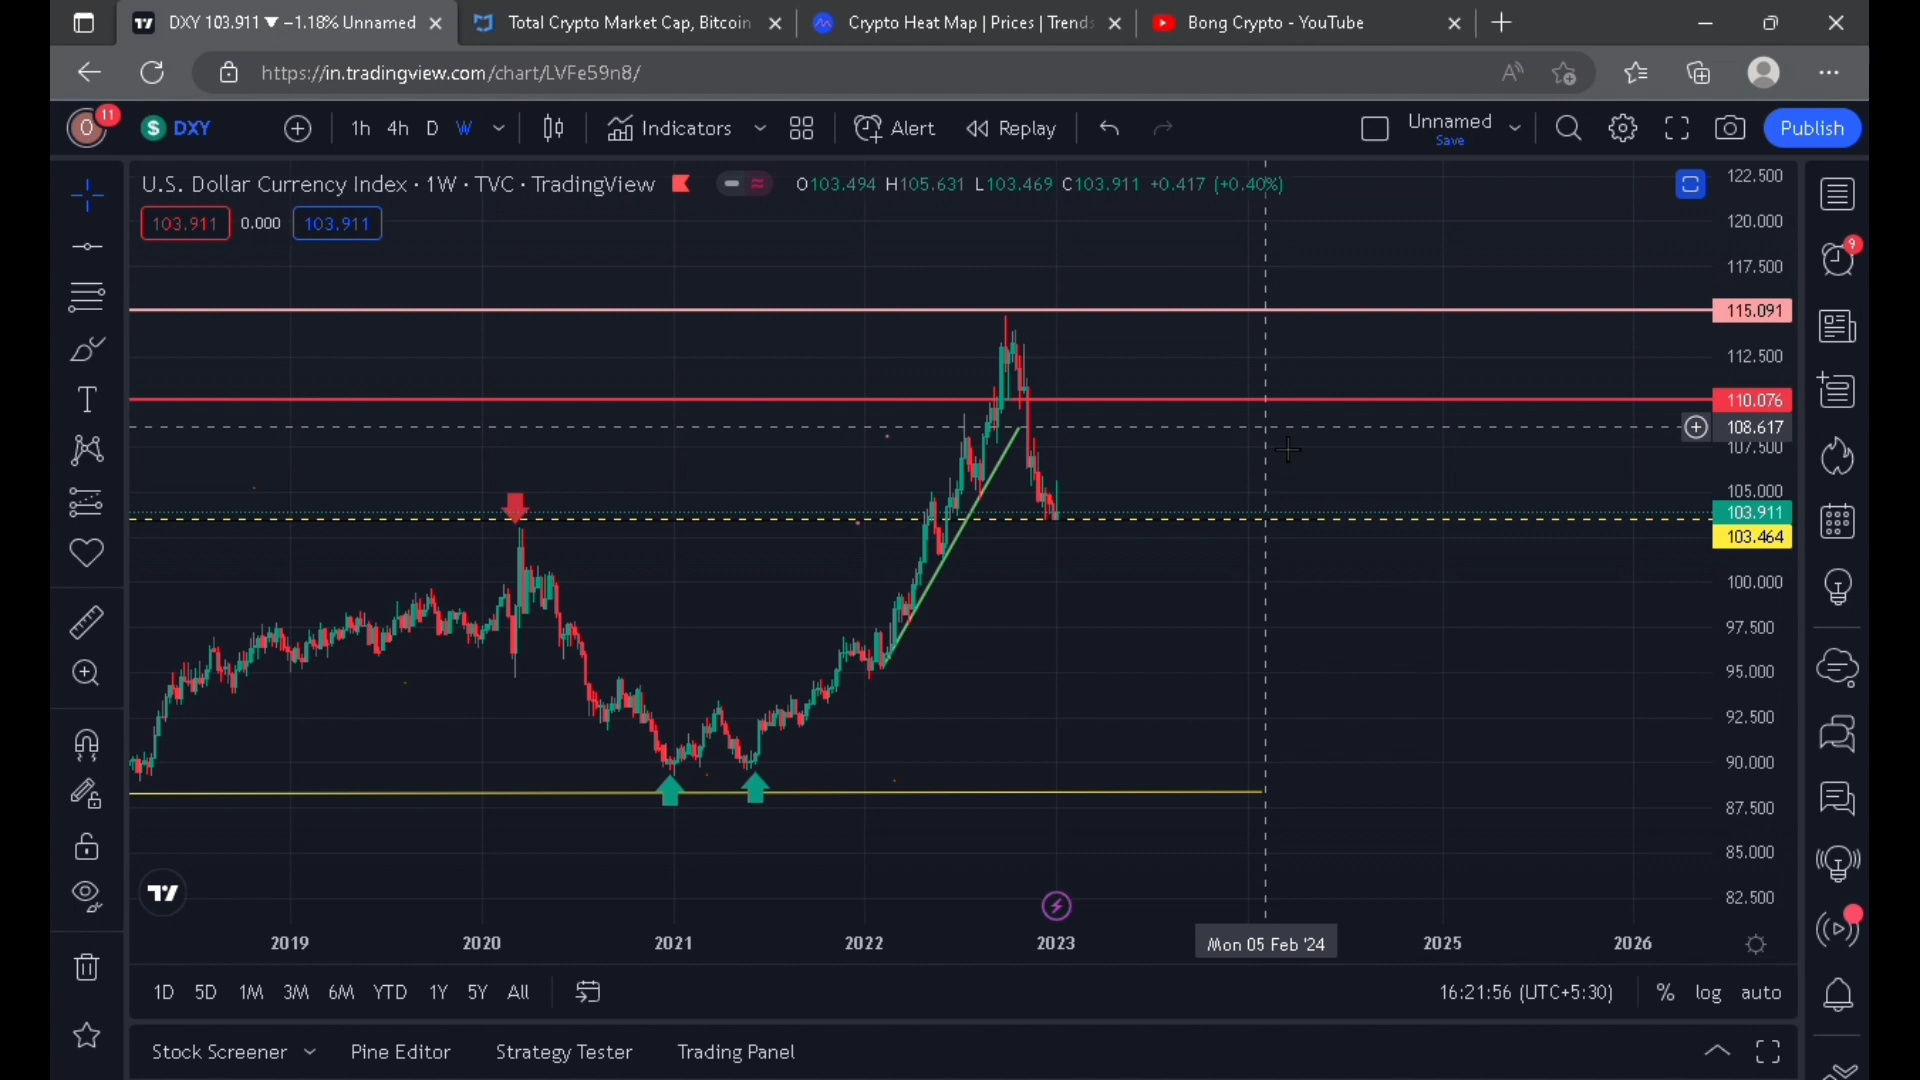 DXY 103.911 ▼ −1.18% Unnamed
Total Crypto Market Cap, Bitcoin
Crypto Heat Map | Prices | Trends
Bong Crypto - YouTube
https://in.tradingview.com/chart/LVFe59n8/
O
11
$ DXY
1h 4h D W
Indicators
Alert
Replay
Unnamed
Save
Publish
U.S. Dollar Currency Index · 1W · TVC · TradingView
O103.494 H105.631 L103.469 C103.911 +0.417 (+0.40%)
103.911 0.000 103.911
122.500
120.000
117.500
115.091
112.500
110.076
108.617
107.500
105.000
103.911
103.464
100.000
97.500
95.000
92.500
90.000
87.500
85.000
82.500
9
2019 2020 2021 2022 2023 Mon 05 Feb '24 2025 2026
1D 5D 1M 3M 6M YTD 1Y 5Y All
16:21:56 (UTC+5:30) % log auto
Stock Screener Pine Editor Strategy Tester Trading Panel